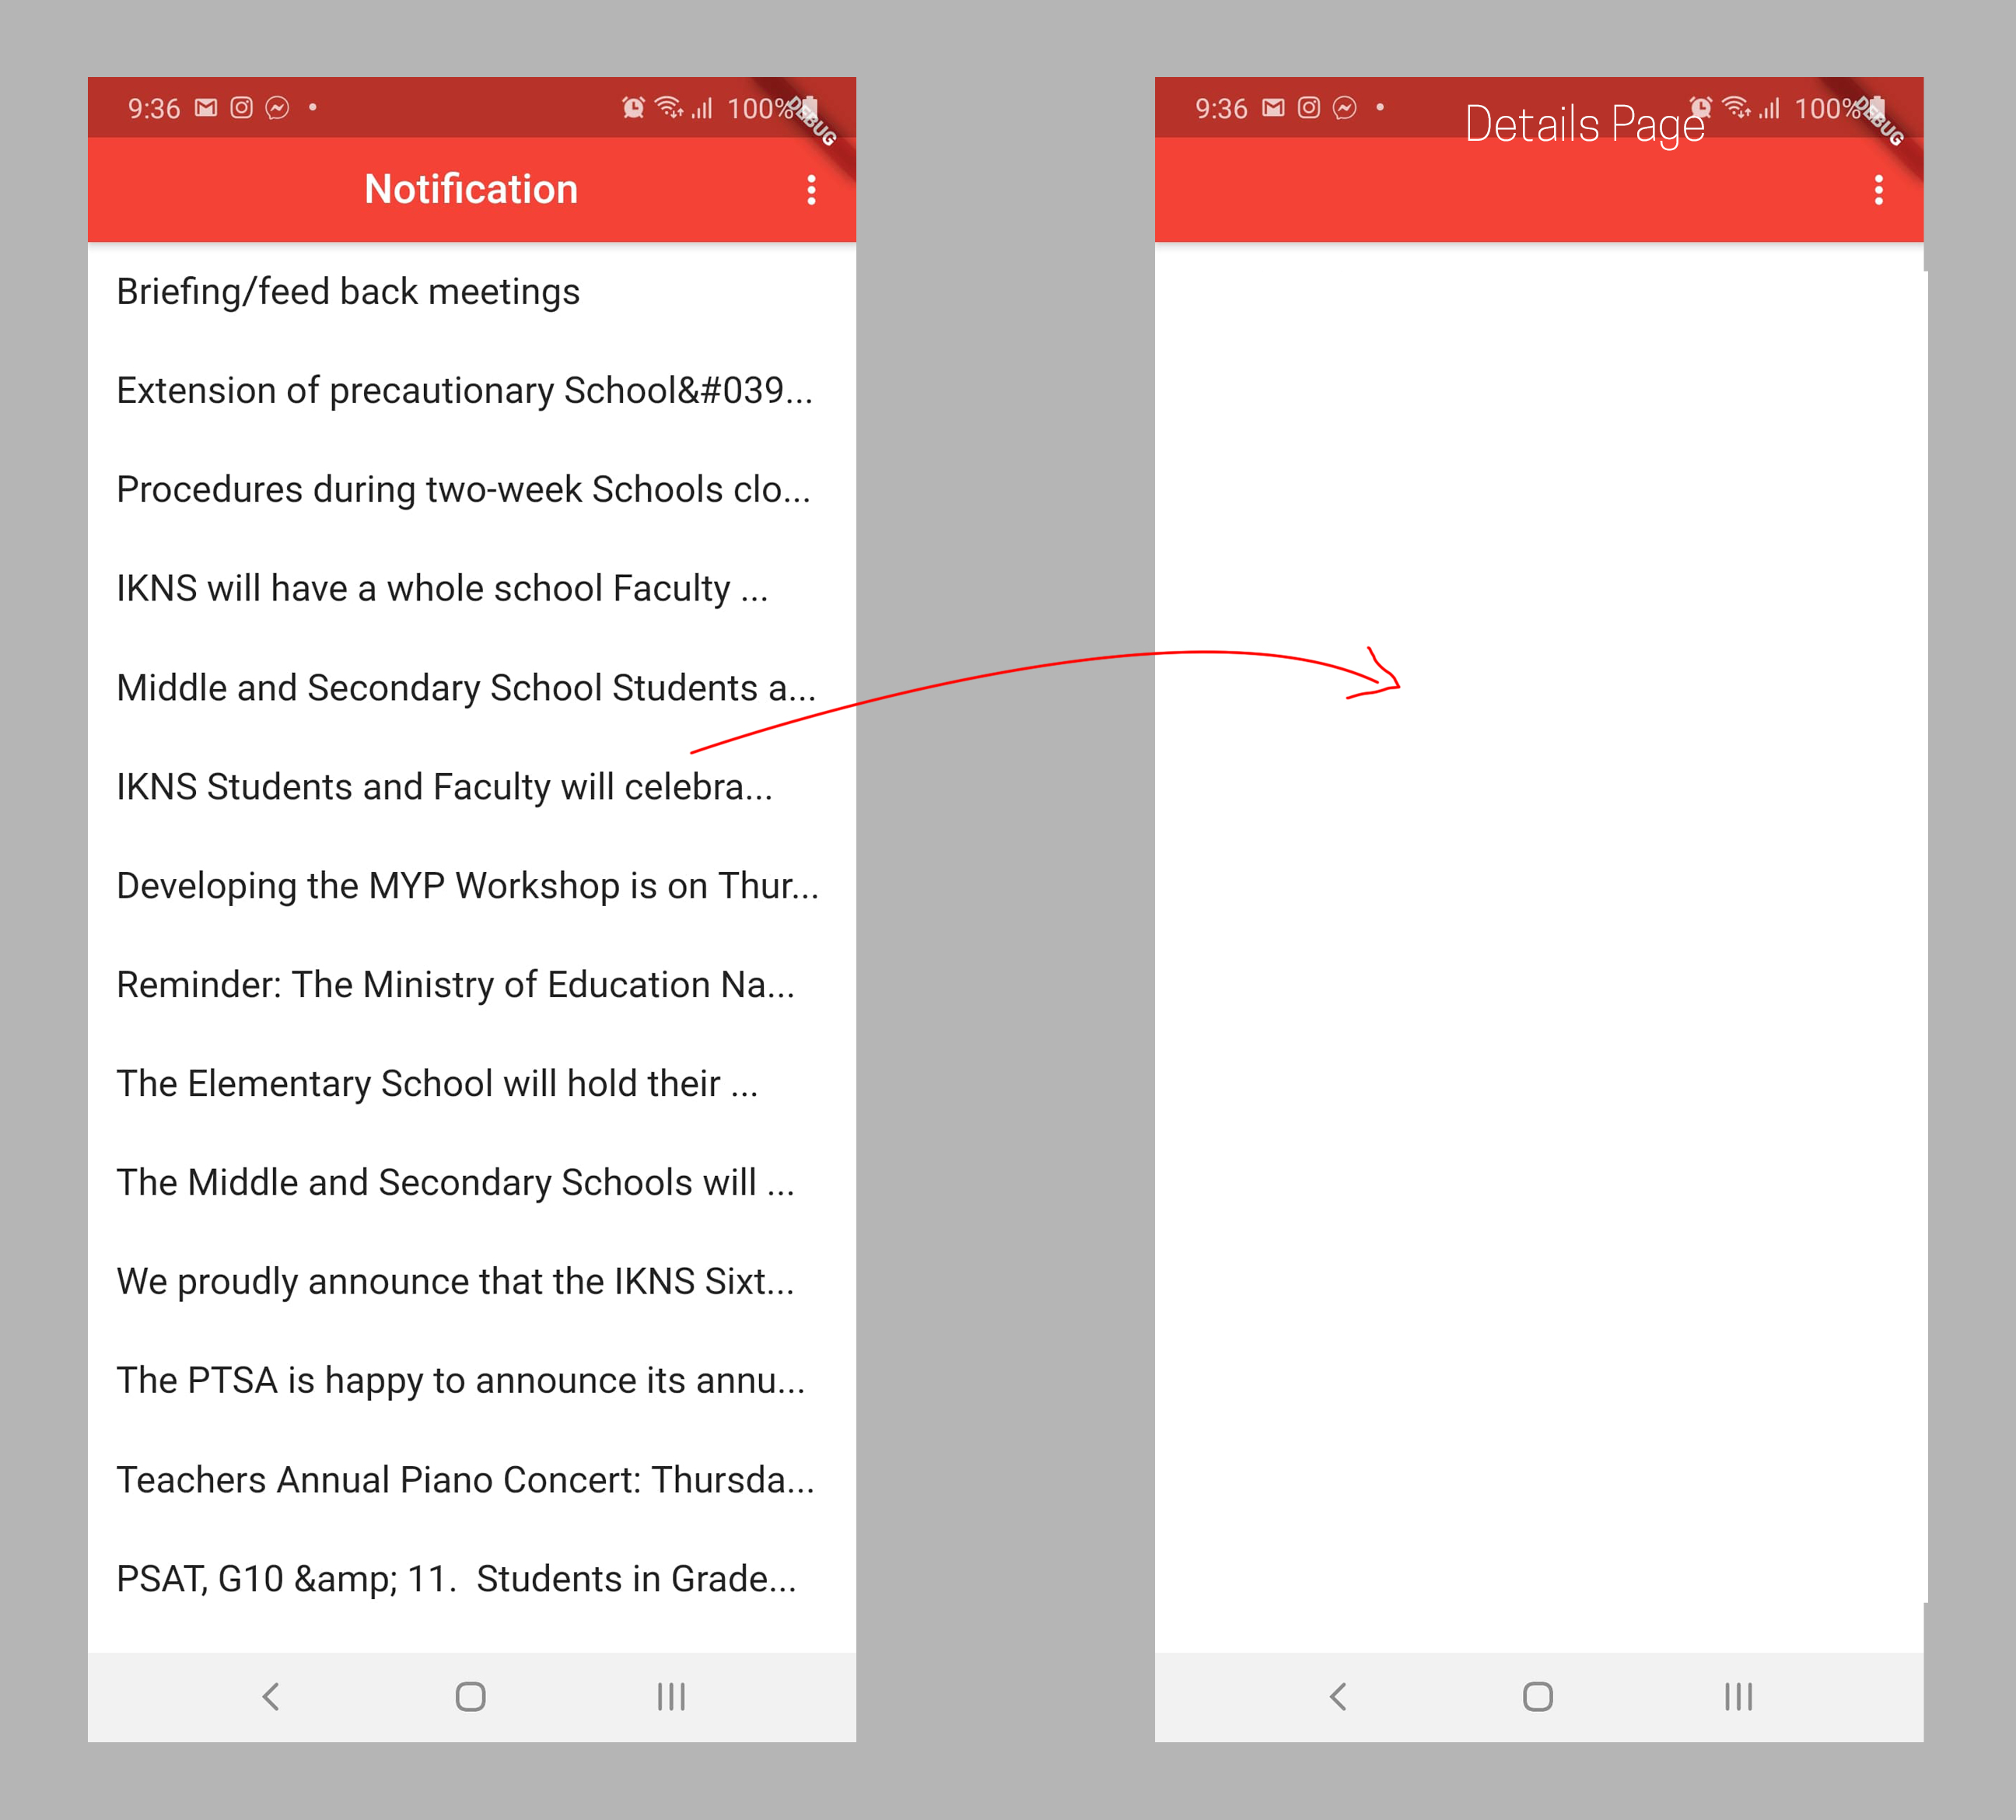 9:36 100% DEBUG
Notification
Briefing/feed back meetings
Extension of precautionary School&#039...
Procedures during two-week Schools clo...
IKNS will have a whole school Faculty ...
Middle and Secondary School Students a...
IKNS Students and Faculty will celebra...
Developing the MYP Workshop is on Thur...
Reminder: The Ministry of Education Na...
The Elementary School will hold their ...
The Middle and Secondary Schools will ...
We proudly announce that the IKNS Sixt...
The PTSA is happy to announce its annu...
Teachers Annual Piano Concert: Thursda...
PSAT, G10 &amp; 11.  Students in Grade...
9:36 100% DEBUG
Details Page